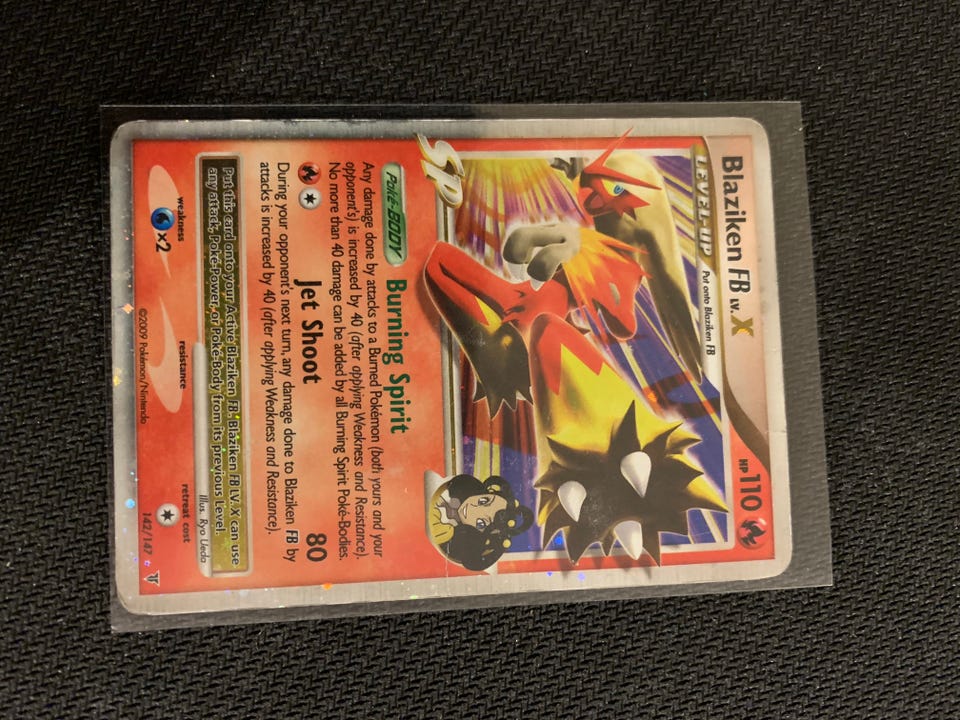 Blaziken FB LV.X
HP 110
LEVEL-UP Put onto Blaziken FB
SP
Poké-BODY Burning Spirit
Any damage done by attacks to a Burned Pokémon (both yours and your
opponent's) is increased by 40 (after applying Weakness and Resistance).
No more than 40 damage can be added by all Burning Spirit Poké-Bodies.
Jet Shoot 80
During your opponent's next turn, any damage done to Blaziken FB by
attacks is increased by 40 (after applying Weakness and Resistance).
Put this card onto your Active Blaziken FB. Blaziken FB LV.X can use
any attack, Poké-Power, or Poké-Body from its previous Level.
Illus. Ryo Ueda
weakness resistance retreat cost
×2
©2009 Pokémon/Nintendo 142/147